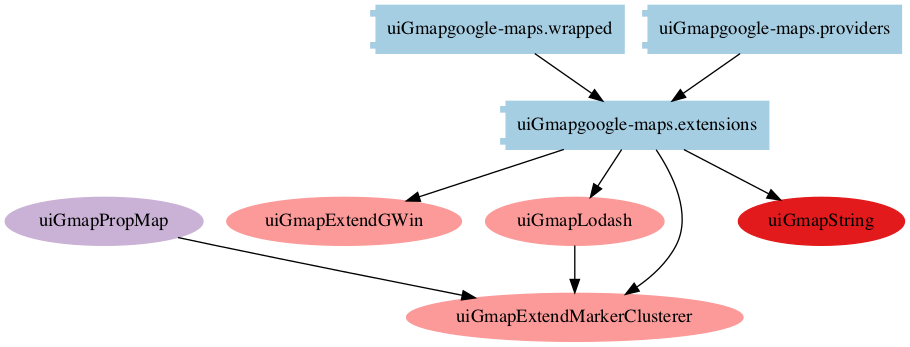 uiGmapgoogle-maps.wrapped
uiGmapgoogle-maps.providers
uiGmapgoogle-maps.extensions
uiGmapPropMap
uiGmapExtendGWin
uiGmapLodash
uiGmapString
uiGmapExtendMarkerClusterer